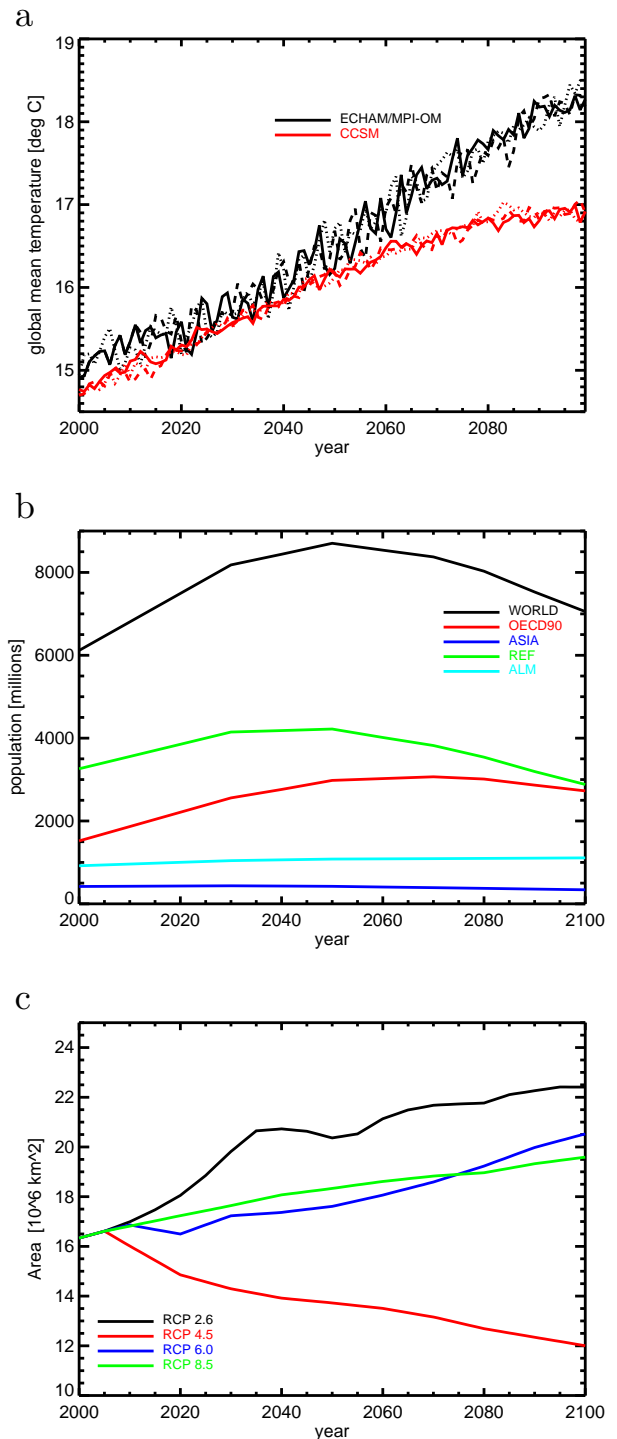 a
19
18
17
16
15
global mean temperature [deg C]
ECHAM/MPI-OM
CCSM
2000 2020 2040 2060 2080
year
b
8000
6000
4000
2000
0
population [millions]
WORLD
OECD90
ASIA
REF
ALM
2000 2020 2040 2060 2080 2100
year
c
24
22
20
18
16
14
12
10
Area [10^6 km^2]
RCP 2.6
RCP 4.5
RCP 6.0
RCP 8.5
2000 2020 2040 2060 2080 2100
year